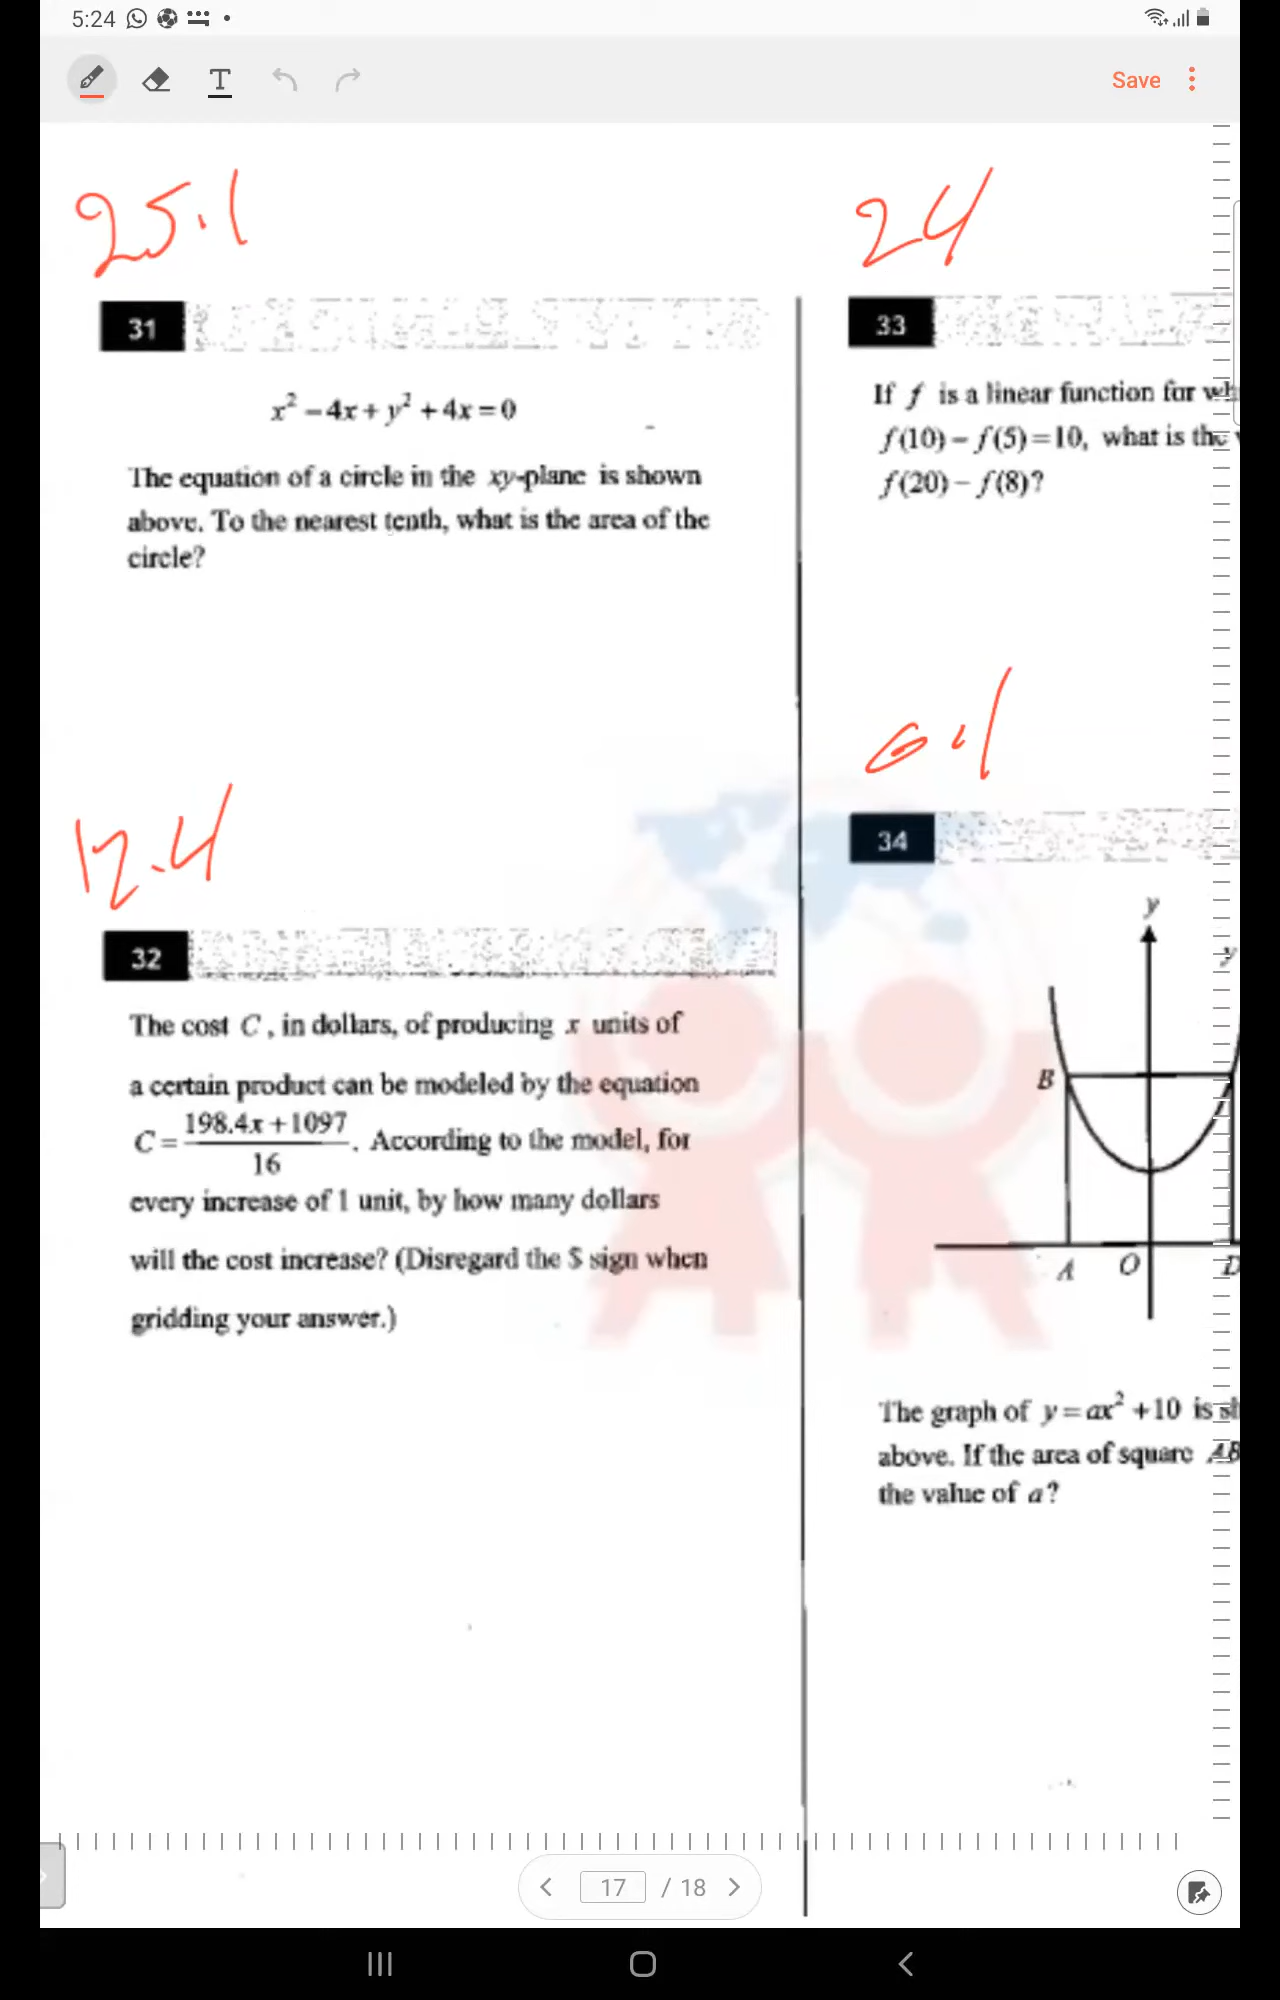 5:24
T
Save
25.1
31
x² – 4x + y² + 4x = 0
The equation of a circle in the xy-plane is shown
above. To the nearest tenth, what is the area of the
circle?
12.4
32
The cost C, in dollars, of producing x units of
a certain product can be modeled by the equation
C = 198.4x + 1097 / 16 . According to the model, for
every increase of 1 unit, by how many dollars
will the cost increase? (Disregard the $ sign when
gridding your answer.)
24
33
If f is a linear function for wh
f(10) – f(5) = 10, what is the
f(20) – f(8)?
34
y
y
B
A O D
The graph of y = ax² + 10 is sh
above. If the area of square AB
the value of a?
17 / 18